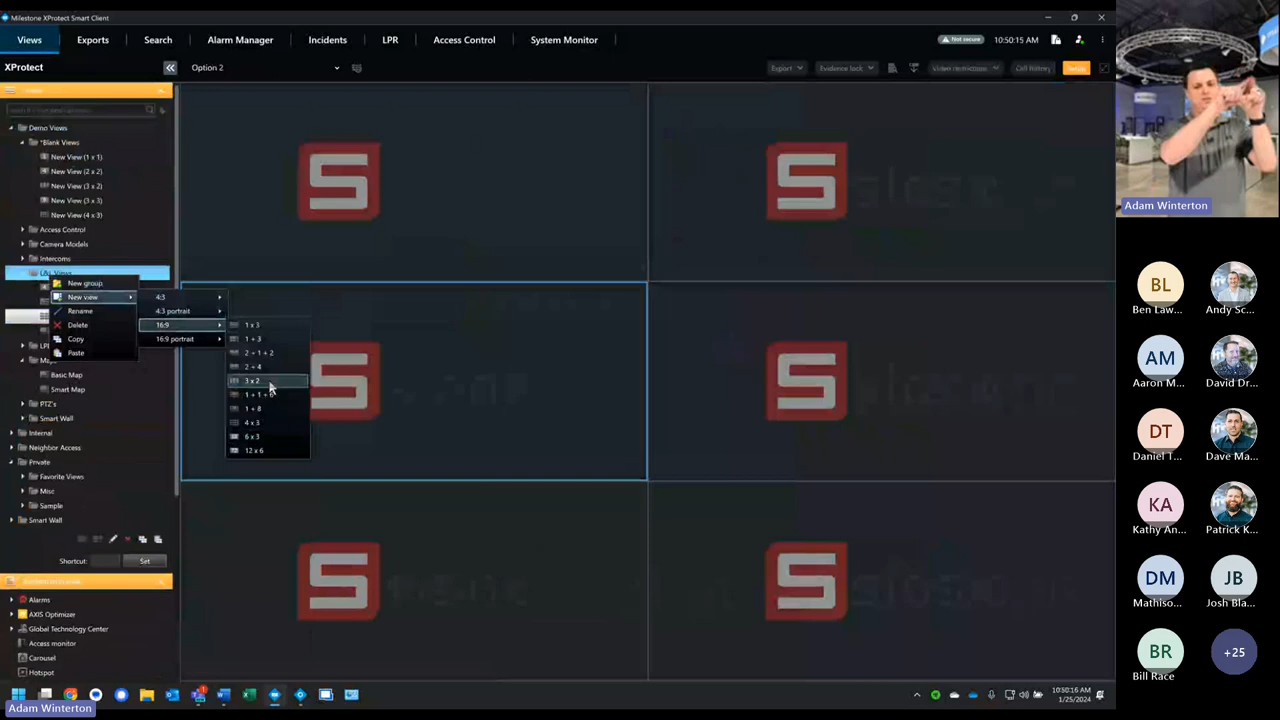 Milestone XProtect Smart Client
Views
Exports
Search
Alarm Manager
Incidents
LPR
Access Control
System Monitor
Not secure
10:50:15 AM
XProtect
Option 2
Export
Evidence lock
Video restrictions
Call history
Setup
Demo Views
*Blank Views
New View (1 x 1)
New View (2 x 2)
New View (3 x 2)
New View (3 x 3)
New View (4 x 3)
Access Control
Camera Models
Intercoms
New group
New view
Rename
Delete
Copy
Paste
4:3
4:3 portrait
16:9
16:9 portrait
1 x 3
1 + 3
2 + 1 + 2
2 + 4
3 x 2
1 + 1 +
1 + 8
4 x 3
6 x 3
12 x 6
Basic Map
Smart Map
PTZ's
Smart Wall
Internal
Neighbor Access
Private
Favorite Views
Misc
Sample
Smart Wall
Shortcut:
Set
Alarms
AXIS Optimizer
Global Technology Center
Access monitor
Carousel
Hotspot
S
S
S
S
S
S
Adam Winterton
BL
Ben Law...
Andy Sc...
AM
Aaron M...
David Dr...
DT
Daniel T...
Dave Ma...
KA
Kathy An...
Patrick K...
DM
Mathiso...
JB
Josh Bla...
BR
Bill Race
+25
10:50:16 AM
1/25/2024
Adam Winterton